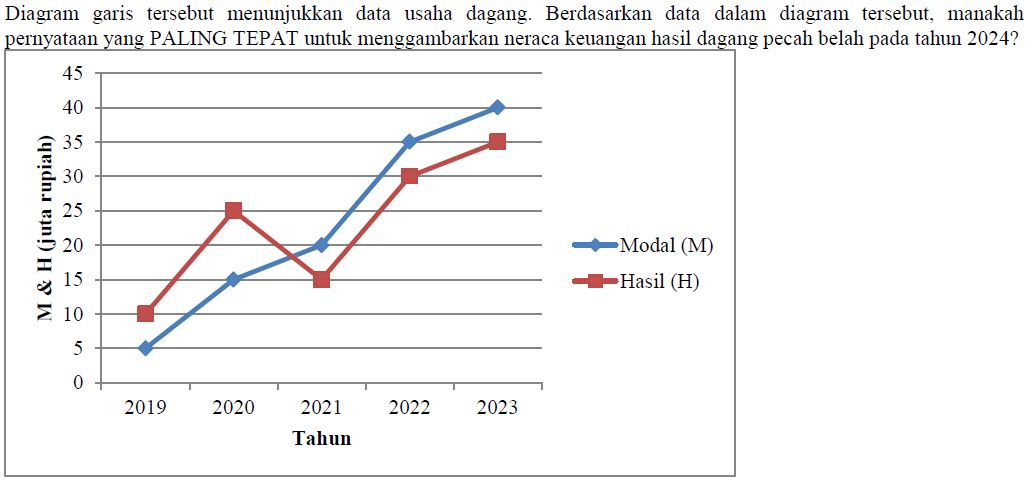 Diagram garis tersebut menunjukkan data usaha dagang. Berdasarkan data dalam diagram tersebut, manakah
pernyataan yang PALING TEPAT untuk menggambarkan neraca keuangan hasil dagang pecah belah pada tahun 2024?
45
40
35
30
25
20
15
10
5
0
M & H (juta rupiah)
2019 2020 2021 2022 2023
Tahun
Modal (M)
Hasil (H)